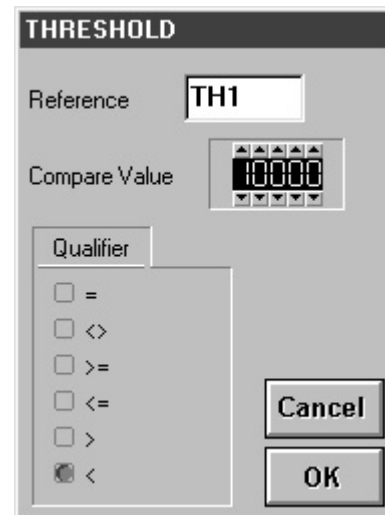 THRESHOLD
Reference TH1
Compare Value 10000
Qualifier
=
<>
>=
<=
>
<
Cancel
OK